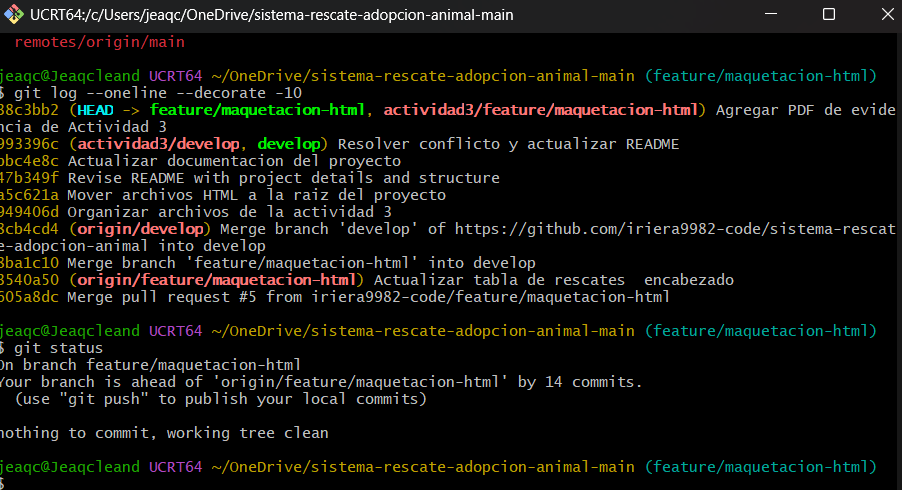 UCRT64:/c/Users/jeaqc/OneDrive/sistema-rescate-adopcion-animal-main
remotes/origin/main
jeaqc@Jeaqcleand UCRT64 ~/OneDrive/sistema-rescate-adopcion-animal-main (feature/maquetacion-html)
$ git log --oneline --decorate -10
38c3bb2 (HEAD -> feature/maquetacion-html, actividad3/feature/maquetacion-html) Agregar PDF de evide
ncia de Actividad 3
993396c (actividad3/develop, develop) Resolver conflicto y actualizar README
bbc4e8c Actualizar documentacion del proyecto
47b349f Revise README with project details and structure
a5c621a Mover archivos HTML a la raiz del proyecto
949406d Organizar archivos de la actividad 3
3cb4cd4 (origin/develop) Merge branch 'develop' of https://github.com/iriera9982-code/sistema-rescat
e-adopcion-animal into develop
3ba1c10 Merge branch 'feature/maquetacion-html' into develop
3540a50 (origin/feature/maquetacion-html) Actualizar tabla de rescates  encabezado
605a8dc Merge pull request #5 from iriera9982-code/feature/maquetacion-html
jeaqc@Jeaqcleand UCRT64 ~/OneDrive/sistema-rescate-adopcion-animal-main (feature/maquetacion-html)
$ git status
On branch feature/maquetacion-html
Your branch is ahead of 'origin/feature/maquetacion-html' by 14 commits.
(use "git push" to publish your local commits)
nothing to commit, working tree clean
jeaqc@Jeaqcleand UCRT64 ~/OneDrive/sistema-rescate-adopcion-animal-main (feature/maquetacion-html)
$